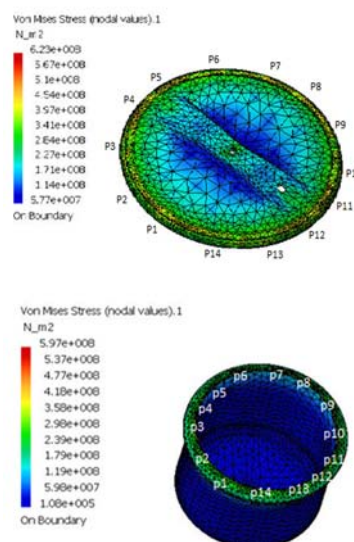 Von Mises Stress (nodal values).1
N_m2
6.23e+008
5.67e+008
5.1e+008
4.54e+008
3.97e+008
3.41e+008
2.84e+008
2.27e+008
1.71e+008
1.14e+008
5.77e+007
On Boundary
P6
P7
P5
P8
P4
P9
P3
P1
P2
P11
P1
P12
P14
P13
Von Mises Stress (nodal values).1
N_m2
5.97e+008
5.37e+008
4.77e+008
4.18e+008
3.58e+008
2.98e+008
2.39e+008
1.79e+008
1.19e+008
5.98e+007
1.08e+005
On Boundary
p6
p7
p8
p5
p9
p4
p3
p10
p2
p11
p12
p1
p14
p13